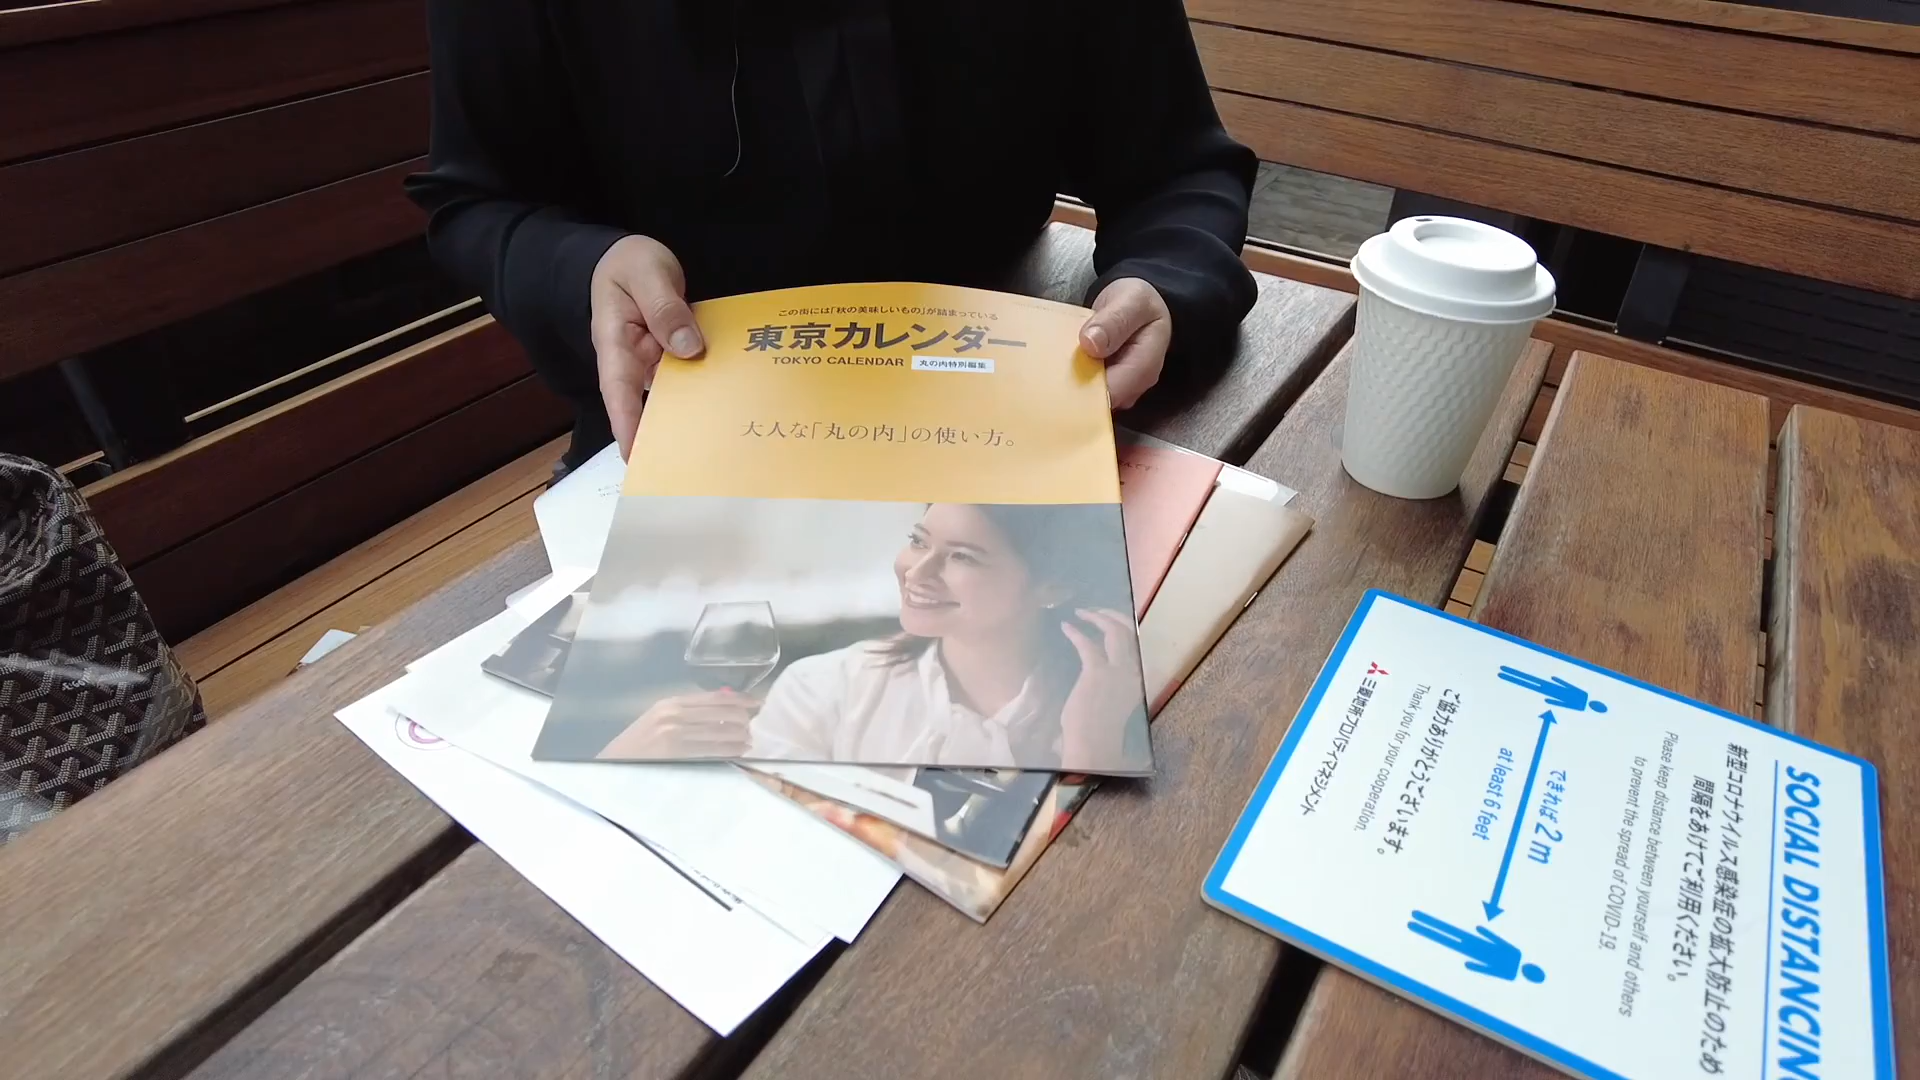 この街には「秋の美味しいもの」が詰まっている
東京カレンダー
TOKYO CALENDAR
丸の内特別編集
大人な「丸の内」の使い方。
SOCIAL DISTANCIN
新型コロナウイルス感染症の拡大防止のため
間隔をあけてご利用ください。
Please keep distance between yourself and others
to prevent the spread of COVID-19.
できれば 2m
at least 6 feet
ご協力ありがとうございます。
Thank you for your cooperation.
三菱地所プロパティマネジメント